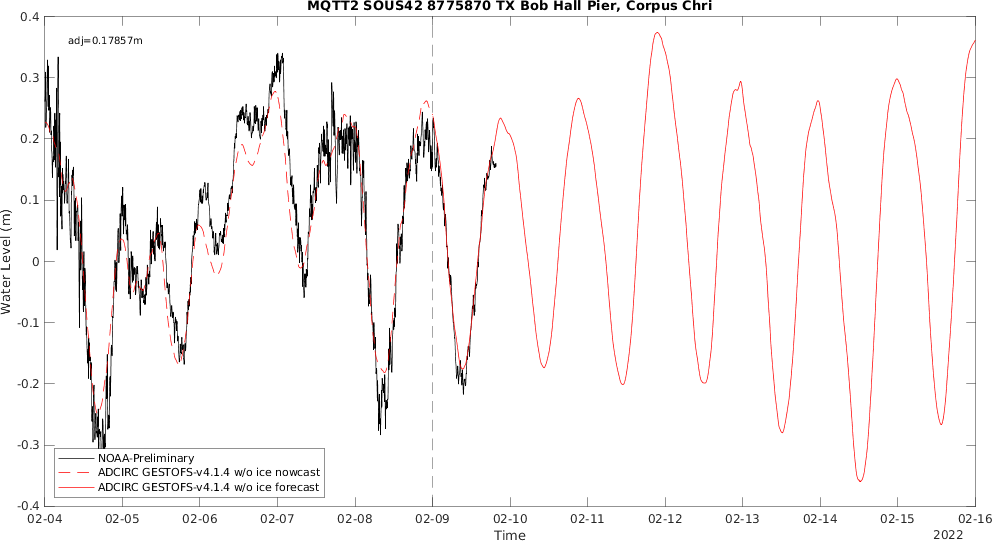 MQTT2 SOUS42 8775870 TX Bob Hall Pier, Corpus Chri
adj=0.17857m
0.4
0.3
0.2
0.1
0
-0.1
-0.2
-0.3
-0.4
Water Level (m)
NOAA-Preliminary
ADCIRC GESTOFS-v4.1.4 w/o ice nowcast
ADCIRC GESTOFS-v4.1.4 w/o ice forecast
02-04 02-05 02-06 02-07 02-08 02-09 02-10 02-11 02-12 02-13 02-14 02-15 02-16
Time
2022